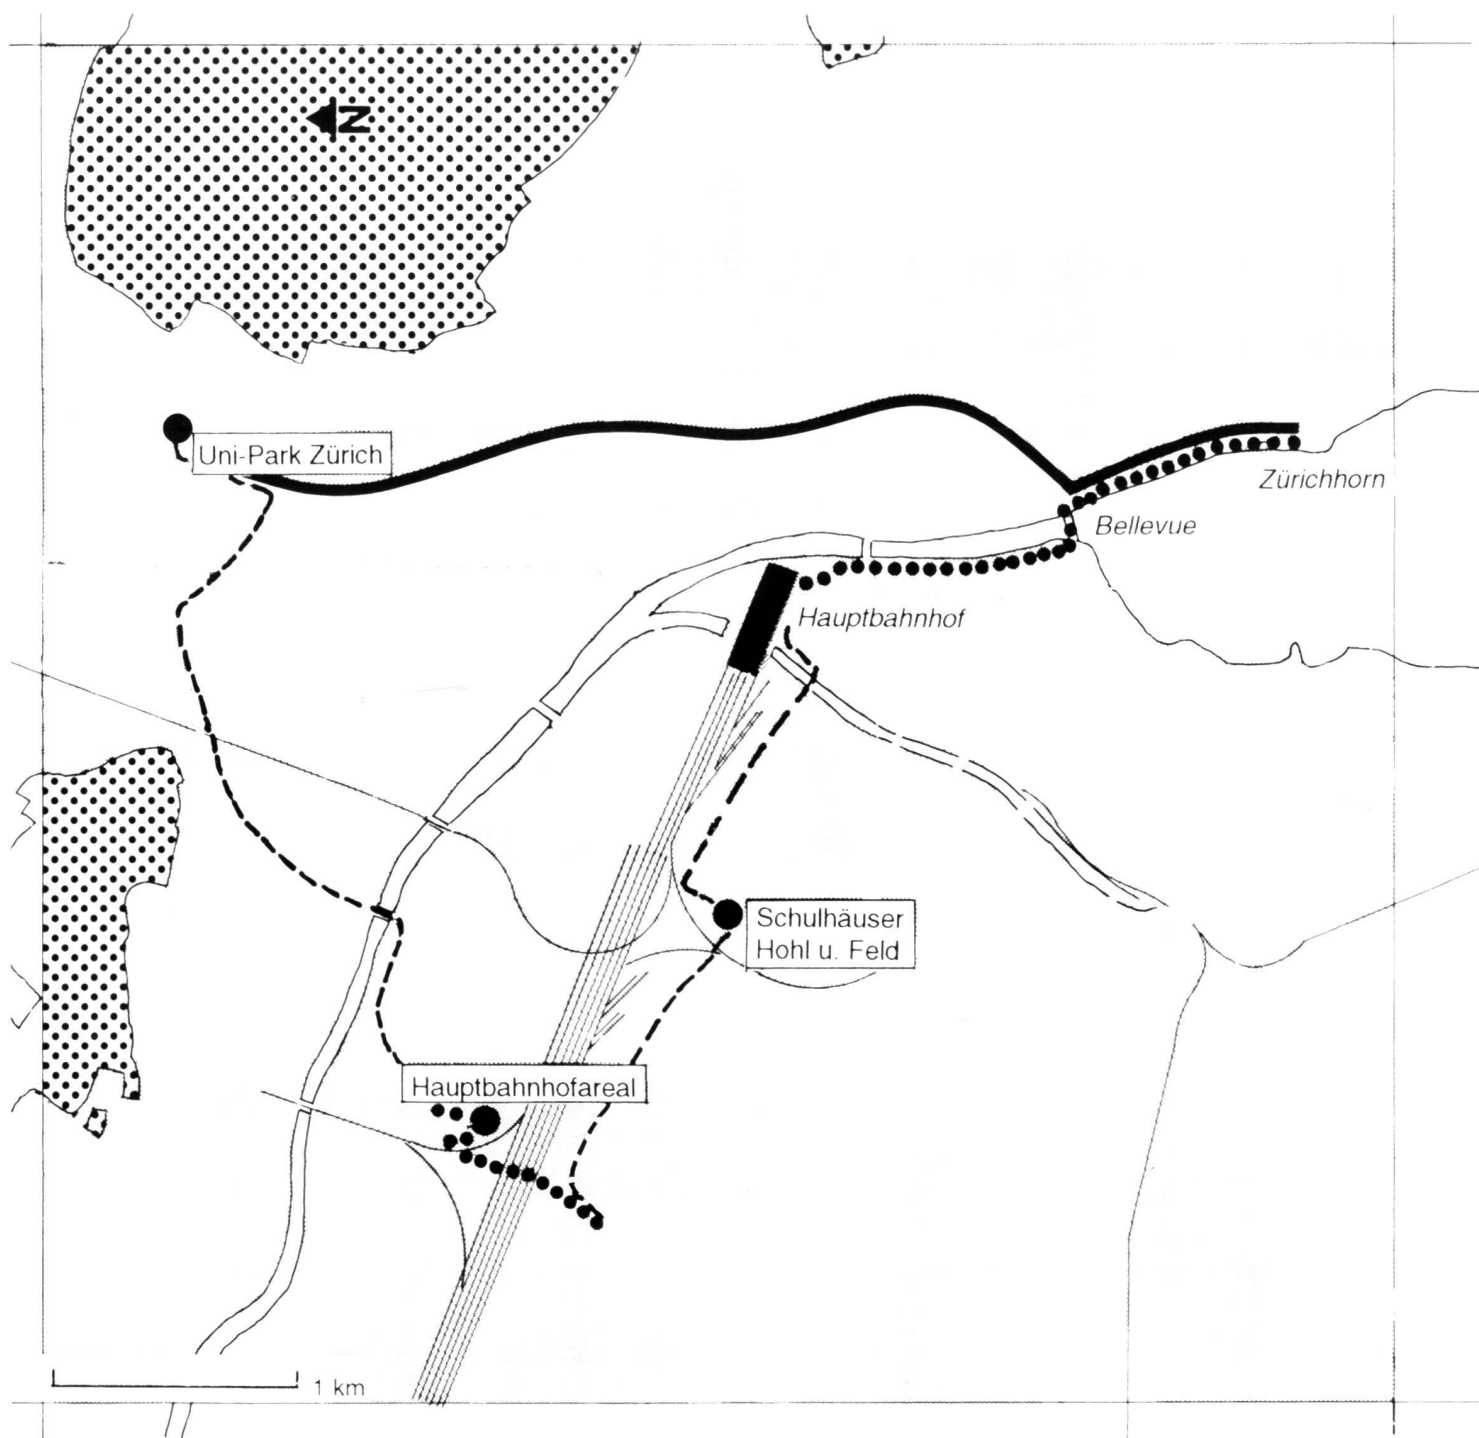 N
Uni-Park Zürich
Zürichhorn
Bellevue
Hauptbahnhof
Schulhäuser
Hohl u. Feld
Hauptbahnhofareal
1 km